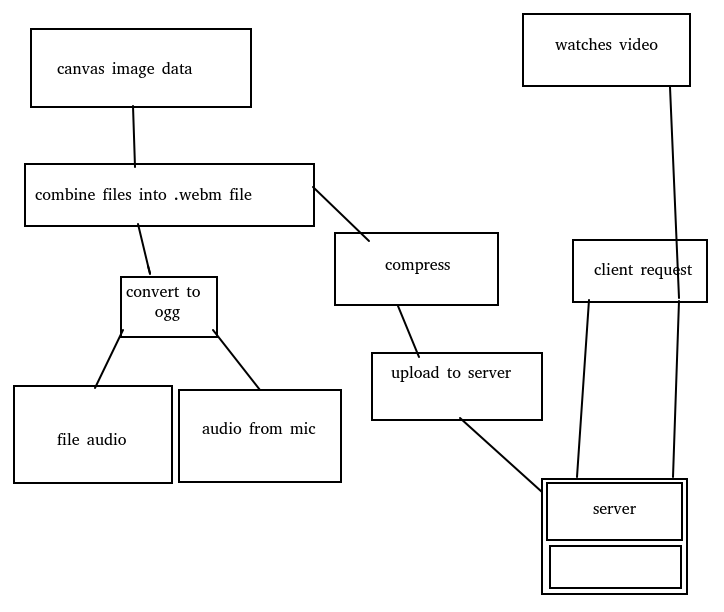 canvas image data
watches video
combine files into .webm file
compress
client request
convert to
ogg
upload to server
file audio
audio from mic
server